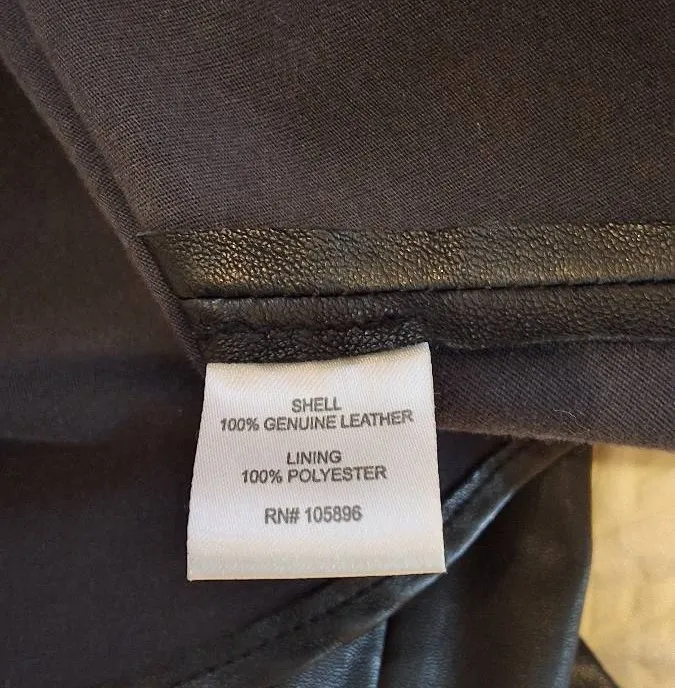 SHELL
100% GENUINE LEATHER
LINING
100% POLYESTER
RN# 105896